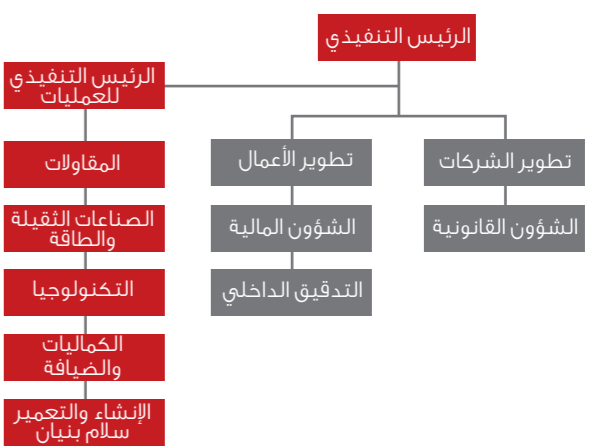 الرئيس التنفيذي
الرئيس التنفيذي
للعمليات
تطوير الشركات
تطوير الأعمال
المقاولات
الشؤون القانونية
الشؤون المالية
الصناعات الثقيلة
والطاقة
التدقيق الداخلي
التكنولوجيا
الكماليات
والضيافة
الإنشاء والتعمير
سلام بنيان